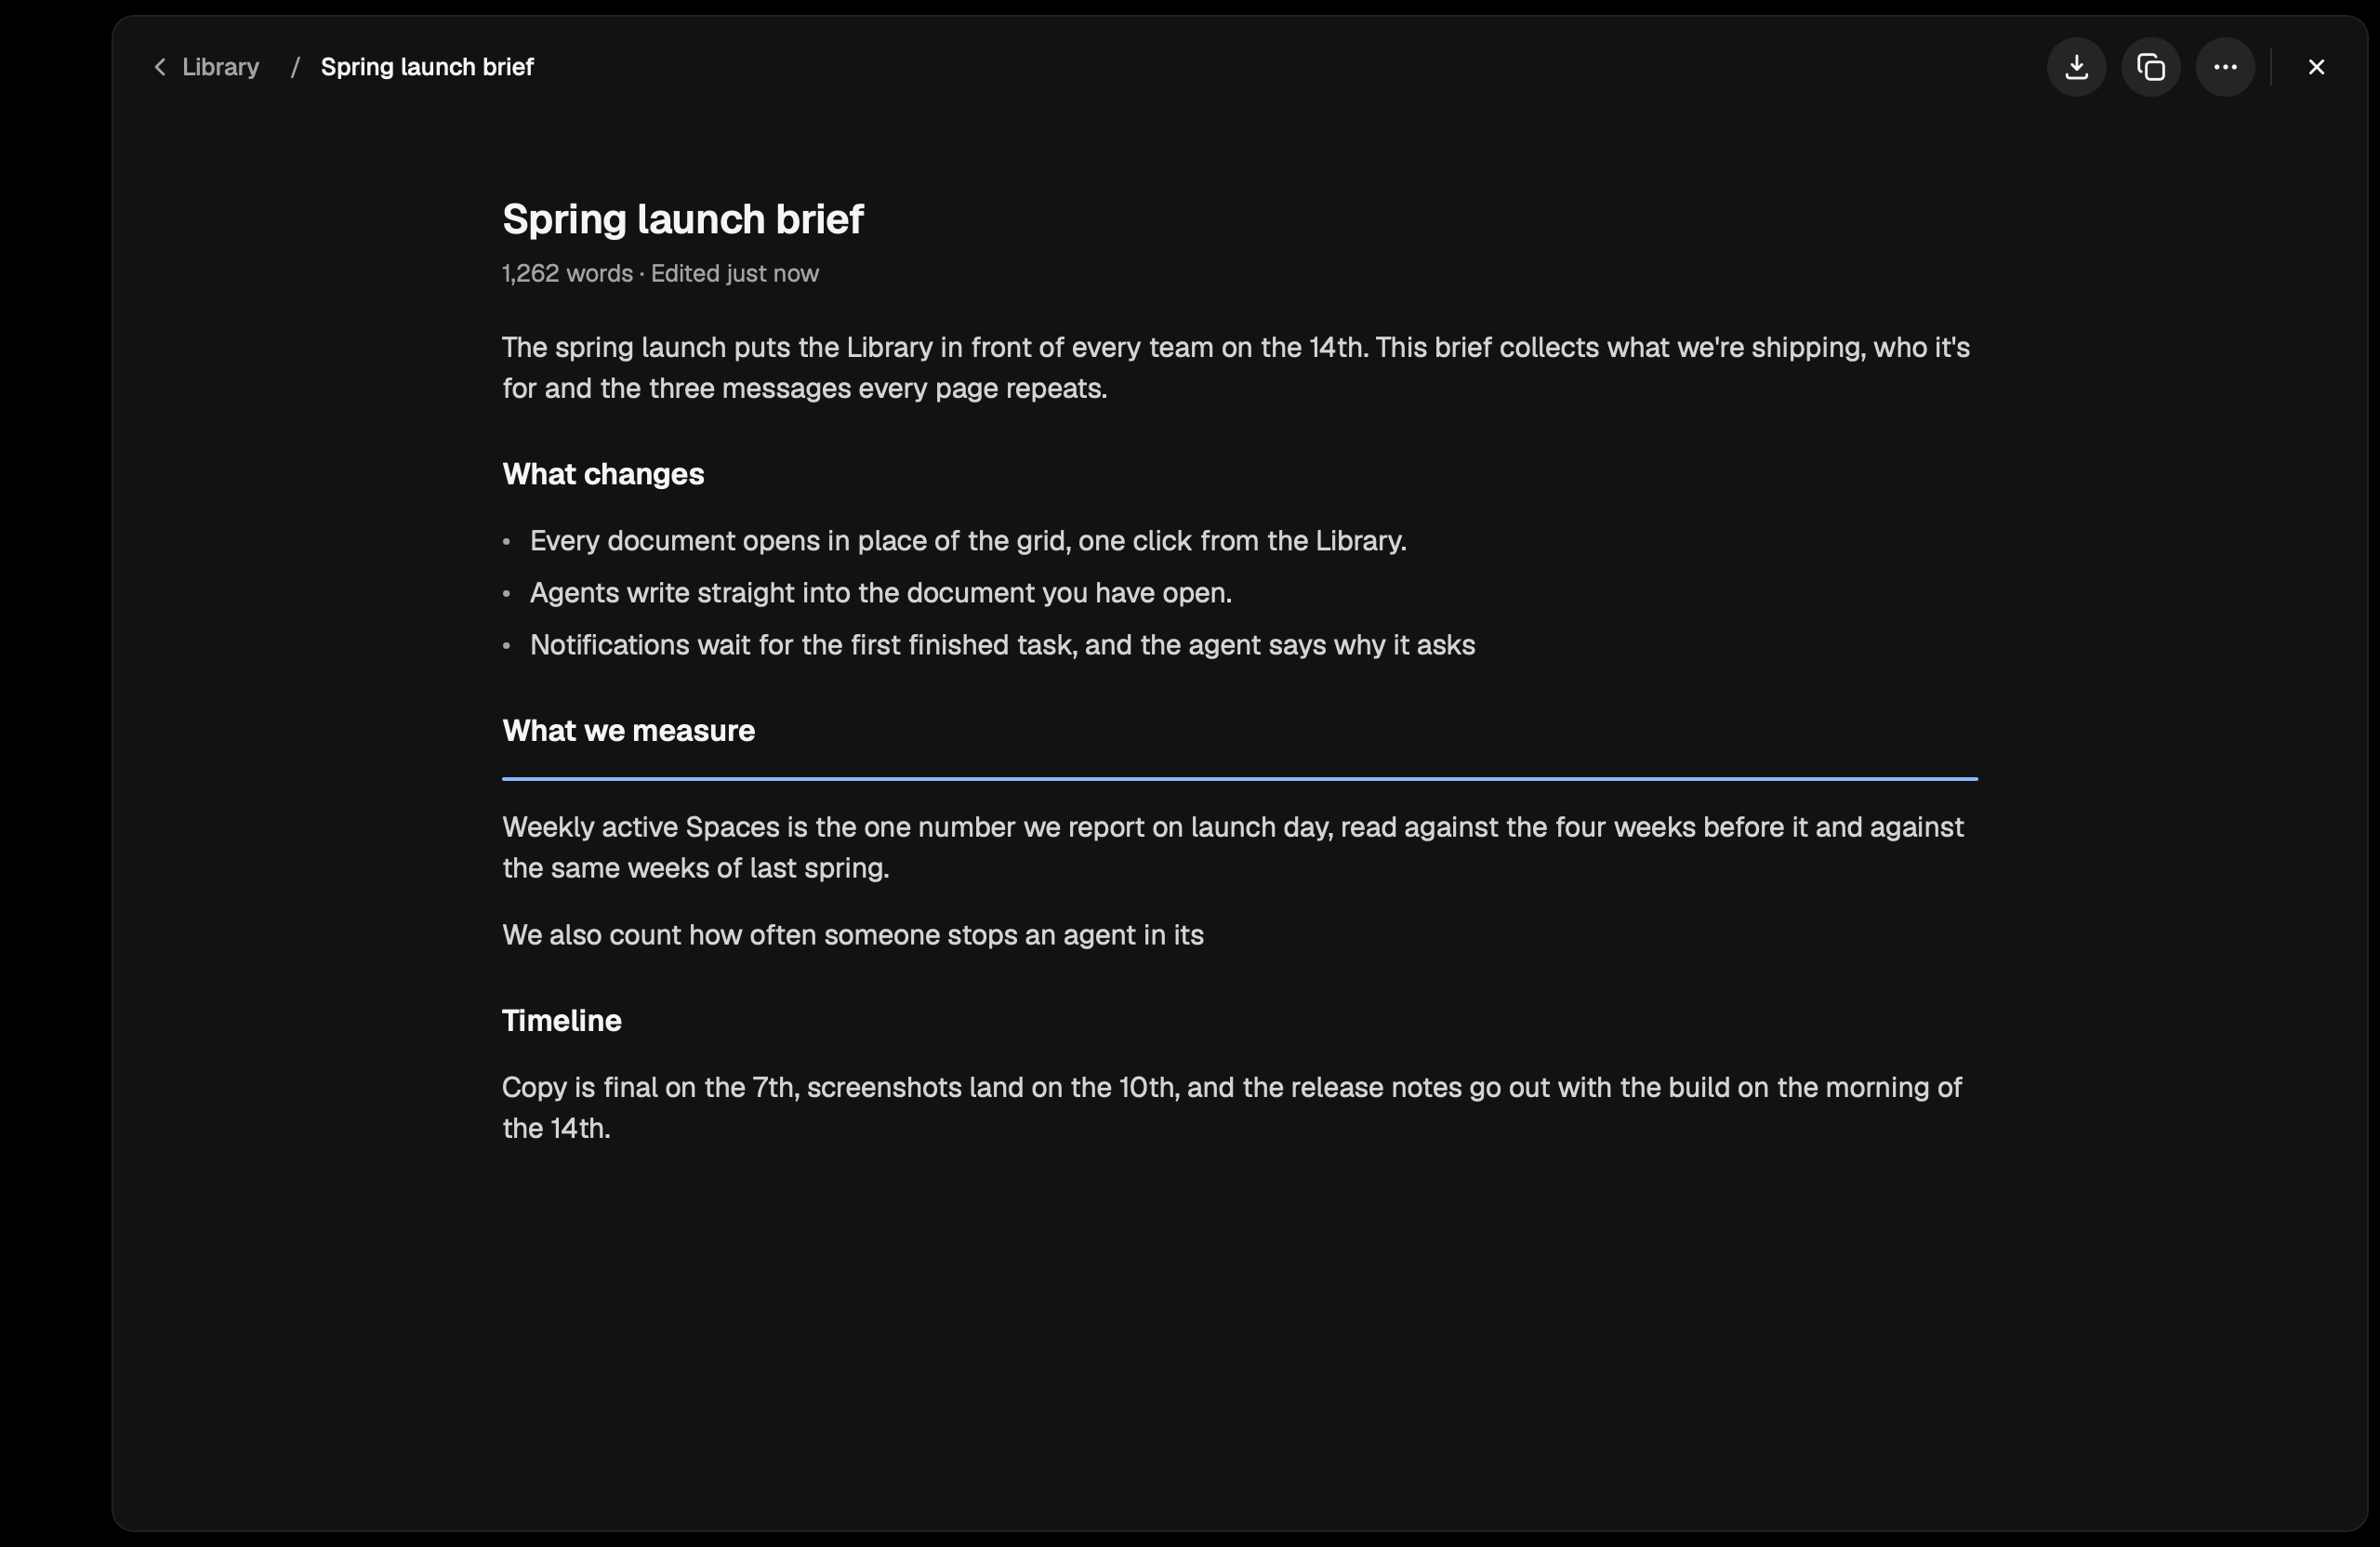 Library / Spring launch brief
Spring launch brief
1,262 words · Edited just now
The spring launch puts the Library in front of every team on the 14th. This brief collects what we're shipping, who it's
for and the three messages every page repeats.
What changes
• Every document opens in place of the grid, one click from the Library.
• Agents write straight into the document you have open.
• Notifications wait for the first finished task, and the agent says why it asks
What we measure
Weekly active Spaces is the one number we report on launch day, read against the four weeks before it and against
the same weeks of last spring.
We also count how often someone stops an agent in its
Timeline
Copy is final on the 7th, screenshots land on the 10th, and the release notes go out with the build on the morning of
the 14th.